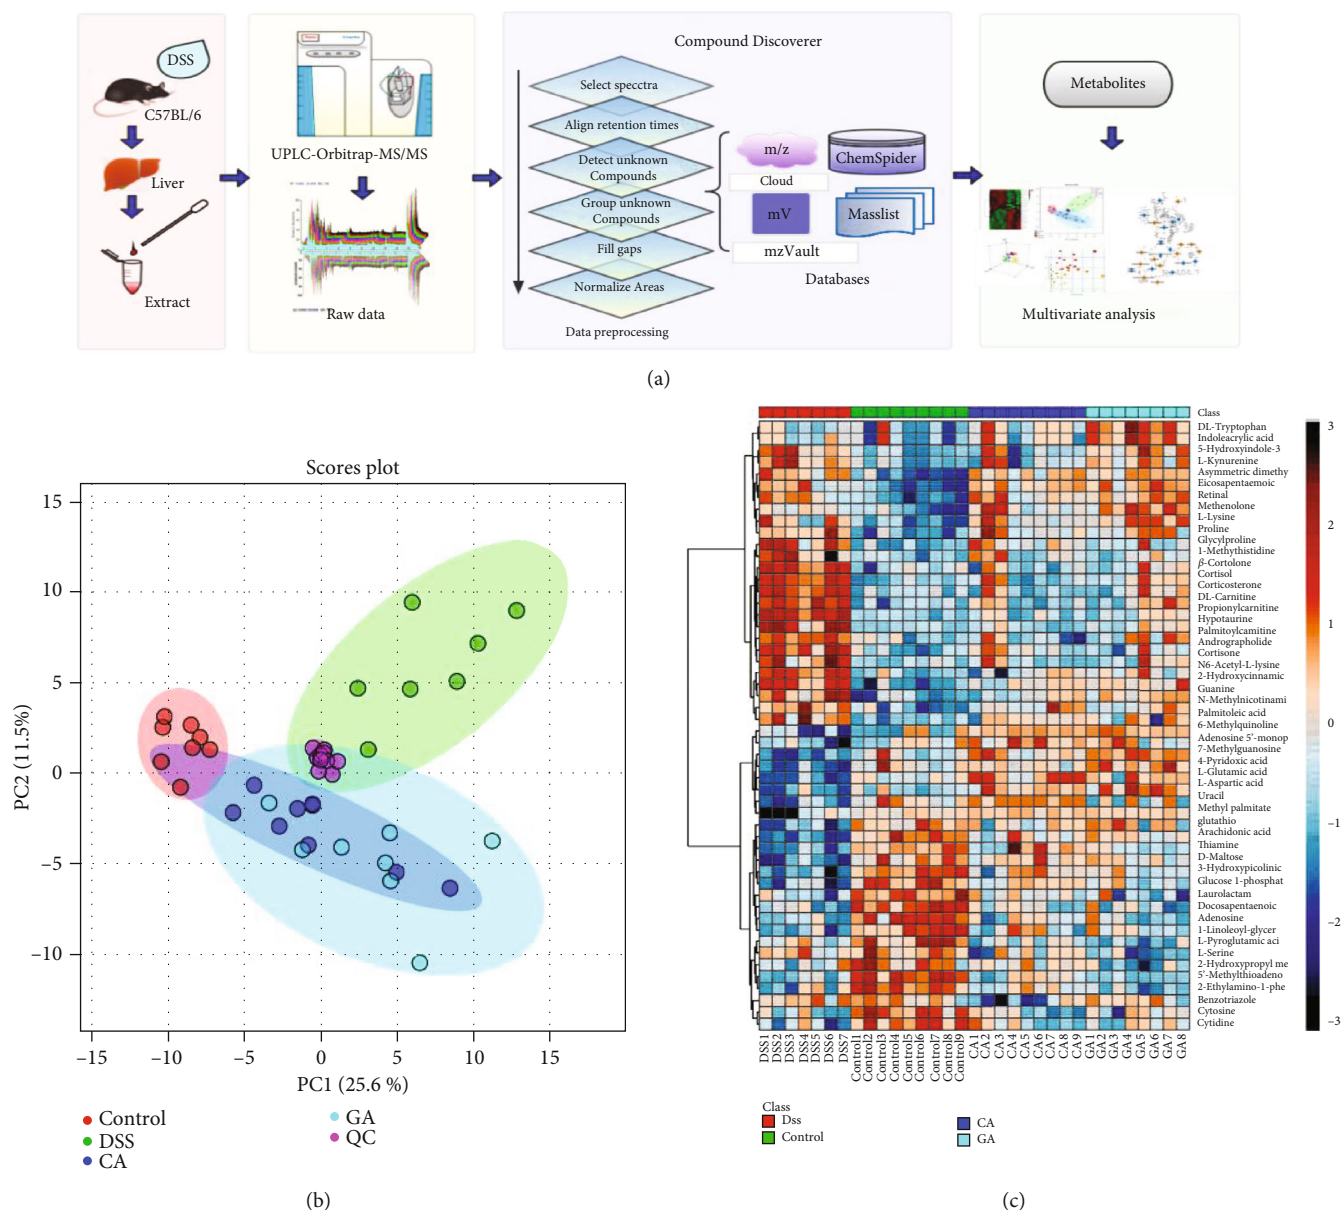 DSS
C57BL/6
Liver
Extract
UPLC-Orbitrap-MS/MS
Raw data
Compound Discoverer
Select specctra
Align retention times
Detect unknown
Compounds
Group unknown
Compounds
Fill gaps
Normalize Areas
Data preprocessing
m/z
Cloud
mV
mzVault
ChemSpider
Masslist
Databases
Metabolites
Multivariate analysis
(a)
Scores plot
PC2 (11.5%)
15
10
5
0
−5
−10
−15
−10
−5
0
5
10
15
PC1 (25.6 %)
Control
DSS
CA
GA
QC
(b)
Class
DL-Tryptophan
Indoleacrylic acid
5-Hydroxyindole-3
L-Kynurenine
Asymmetric dimethy
Eicosapentaemoic
Retinal
Methenolone
L-Lysine
Proline
Glycylproline
1-Methythistidine
β-Cortolone
Cortisol
Corticosterone
DL-Carnitine
Propionylcarnitine
Hypotaurine
Palmitoylcamitine
Andrographolide
Cortisone
N6-Acetyl-L-lysine
2-Hydroxycinnamic
Guanine
N-Methylnicotinami
Palmitoleic acid
6-Methylquinoline
Adenosine 5'-monop
7-Methylguanosine
4-Pyridoxic acid
L-Glutamic acid
L-Aspartic acid
Uracil
Methyl palmitate
glutathio
Arachidonic acid
Thiamine
D-Maltose
3-Hydroxypicolinic
Glucose 1-phosphat
Laurolactam
Docosapentaenoic
Adenosine
1-Linoleoyl-glycer
L-Pyroglutamic aci
L-Serine
2-Hydroxypropyl me
5'-Methylthioadeno
2-Ethylamino-1-phe
Benzotriazole
Cytosine
Cytidine
3
2
1
0
−1
−2
−3
DSS1
DSS2
DSS3
DSS4
DSS5
DSS6
DSS7
Control1
Control2
Control3
Control4
Control5
Control6
Control7
Control8
Control9
CA1
CA2
CA3
CA4
CA5
CA6
CA7
CA8
CA9
GA1
GA2
GA3
GA4
GA5
GA6
GA7
GA8
Class
Dss
Control
CA
GA
(c)